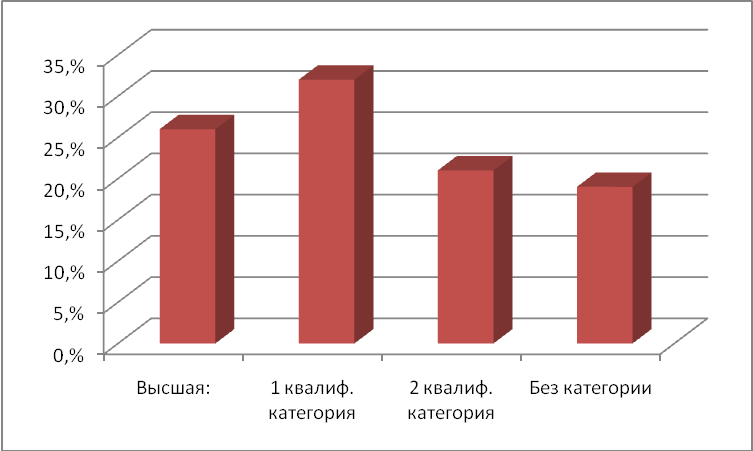 35,%
30,%
25,%
20,%
15,%
10,%
5,%
0,%
Высшая:
1 квалиф.
категория
2 квалиф.
категория
Без категории